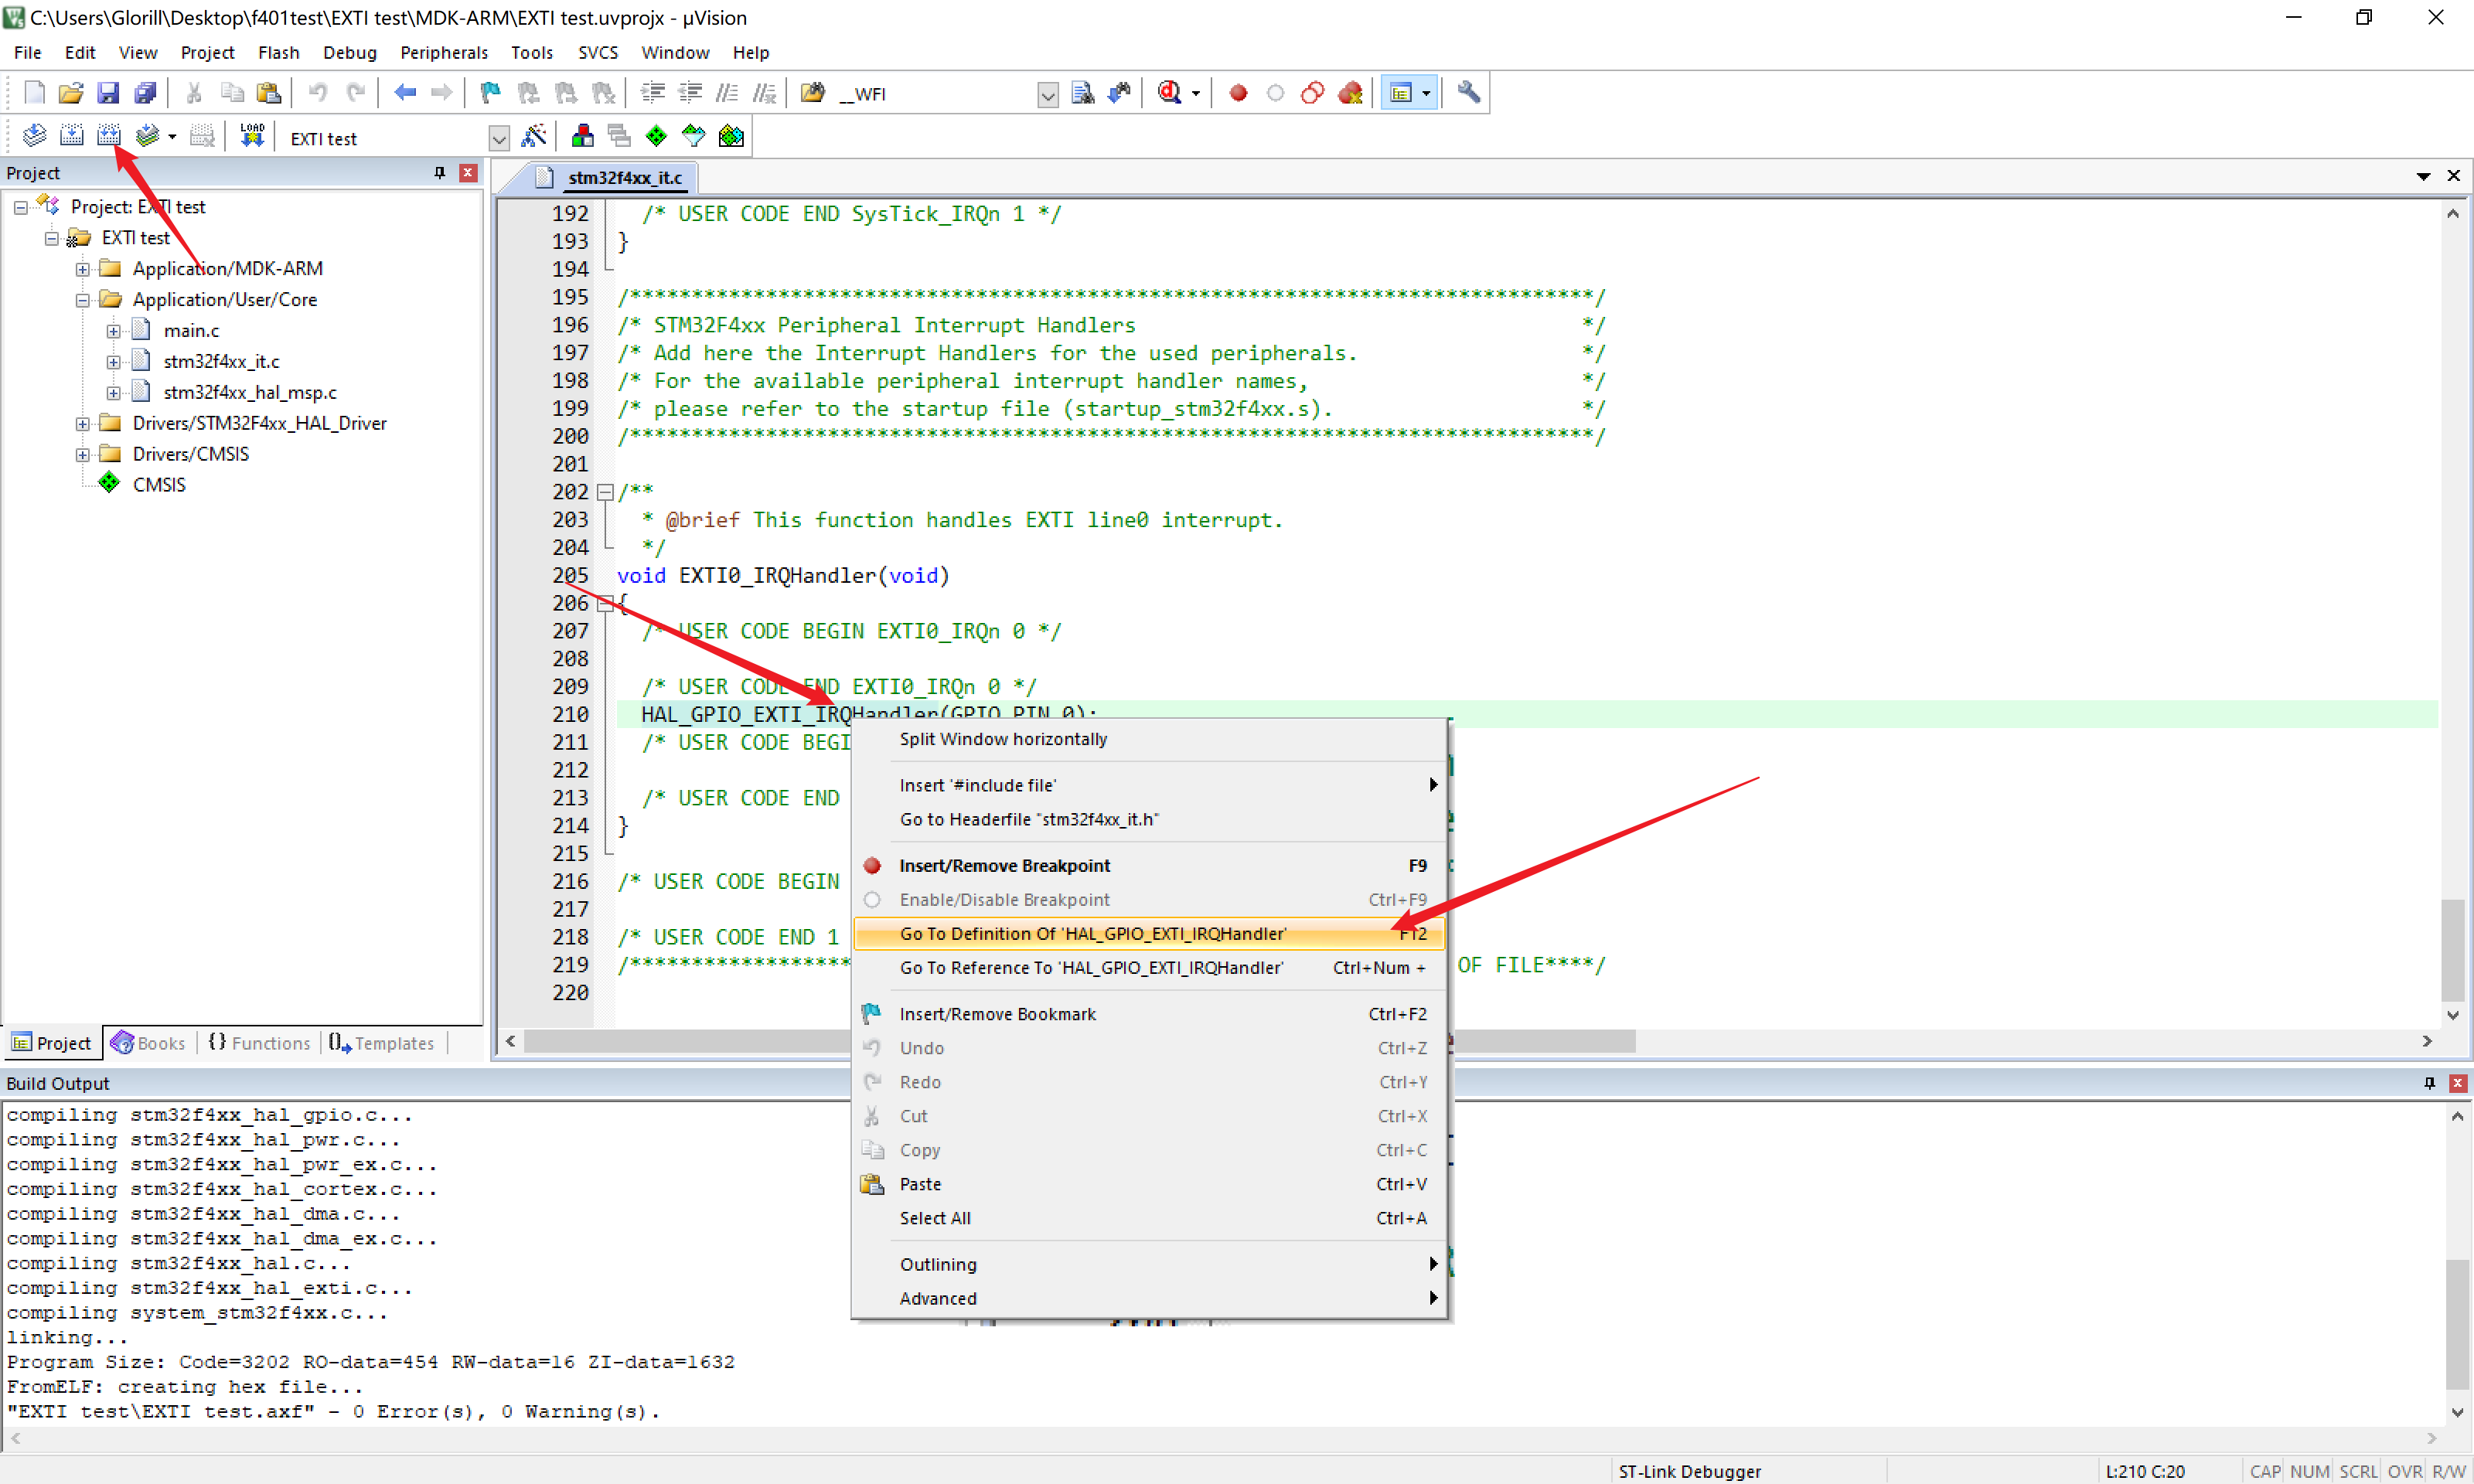 C:\Users\Glorill\Desktop\f401test\EXTI test\MDK-ARM\EXTI test.uvprojx - µVision
File Edit View Project Flash Debug Peripherals Tools SVCS Window Help
__WFI
LOAD EXTI test
Project
stm32f4xx_it.c
Project: EXTI test
EXTI test
Application/MDK-ARM
Application/User/Core
main.c
stm32f4xx_it.c
stm32f4xx_hal_msp.c
Drivers/STM32F4xx_HAL_Driver
Drivers/CMSIS
CMSIS
Project Books {} Functions Templates
192 /* USER CODE END SysTick_IRQn 1 */
193 }
194
195 /******************************************************************************/
196 /* STM32F4xx Peripheral Interrupt Handlers */
197 /* Add here the Interrupt Handlers for the used peripherals. */
198 /* For the available peripheral interrupt handler names, */
199 /* please refer to the startup file (startup_stm32f4xx.s). */
200 /******************************************************************************/
201
202 /**
203 * @brief This function handles EXTI line0 interrupt.
204 */
205 void EXTI0_IRQHandler(void)
206 {
207 /* USER CODE BEGIN EXTI0_IRQn 0 */
208
209 /* USER CODE END EXTI0_IRQn 0 */
210 HAL_GPIO_EXTI_IRQHandler(GPIO_PIN_0);
211 /* USER CODE BEGI
212
213 /* USER CODE END
214 }
215
216 /* USER CODE BEGIN
217
218 /* USER CODE END 1
219 /****************** OF FILE****/
220
Split Window horizontally
Insert '#include file'
Go to Headerfile "stm32f4xx_it.h"
Insert/Remove Breakpoint F9
Enable/Disable Breakpoint Ctrl+F9
Go To Definition Of 'HAL_GPIO_EXTI_IRQHandler' F12
Go To Reference To 'HAL_GPIO_EXTI_IRQHandler' Ctrl+Num +
Insert/Remove Bookmark Ctrl+F2
Undo Ctrl+Z
Redo Ctrl+Y
Cut Ctrl+X
Copy Ctrl+C
Paste Ctrl+V
Select All Ctrl+A
Outlining
Advanced
Build Output
compiling stm32f4xx_hal_gpio.c...
compiling stm32f4xx_hal_pwr.c...
compiling stm32f4xx_hal_pwr_ex.c...
compiling stm32f4xx_hal_cortex.c...
compiling stm32f4xx_hal_dma.c...
compiling stm32f4xx_hal_dma_ex.c...
compiling stm32f4xx_hal.c...
compiling stm32f4xx_hal_exti.c...
compiling system_stm32f4xx.c...
linking...
Program Size: Code=3202 RO-data=454 RW-data=16 ZI-data=1632
FromELF: creating hex file...
"EXTI test\EXTI test.axf" - 0 Error(s), 0 Warning(s).
ST-Link Debugger L:210 C:20 CAP NUM SCRL OVR R/W